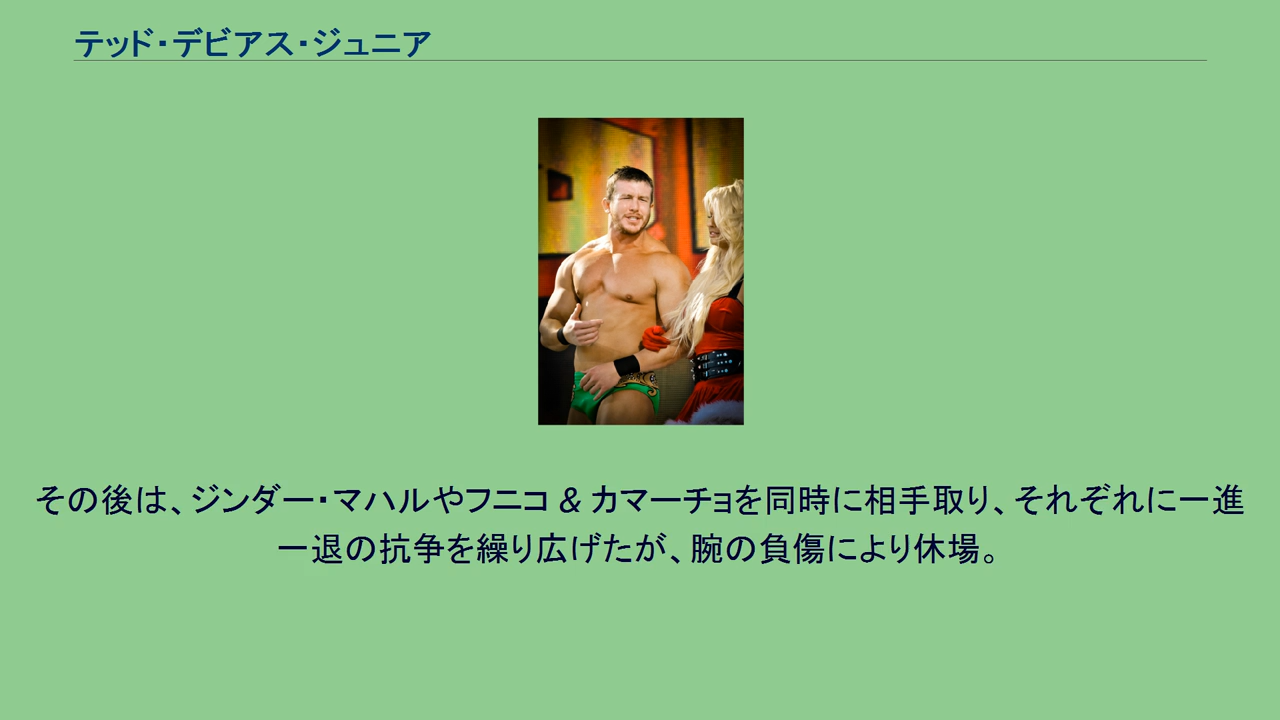 テッド・デビアス・ジュニア
その後は、ジンダー・マハルやフニコ & カマーチョを同時に相手取り、それぞれに一進
一退の抗争を繰り広げたが、腕の負傷により休場。